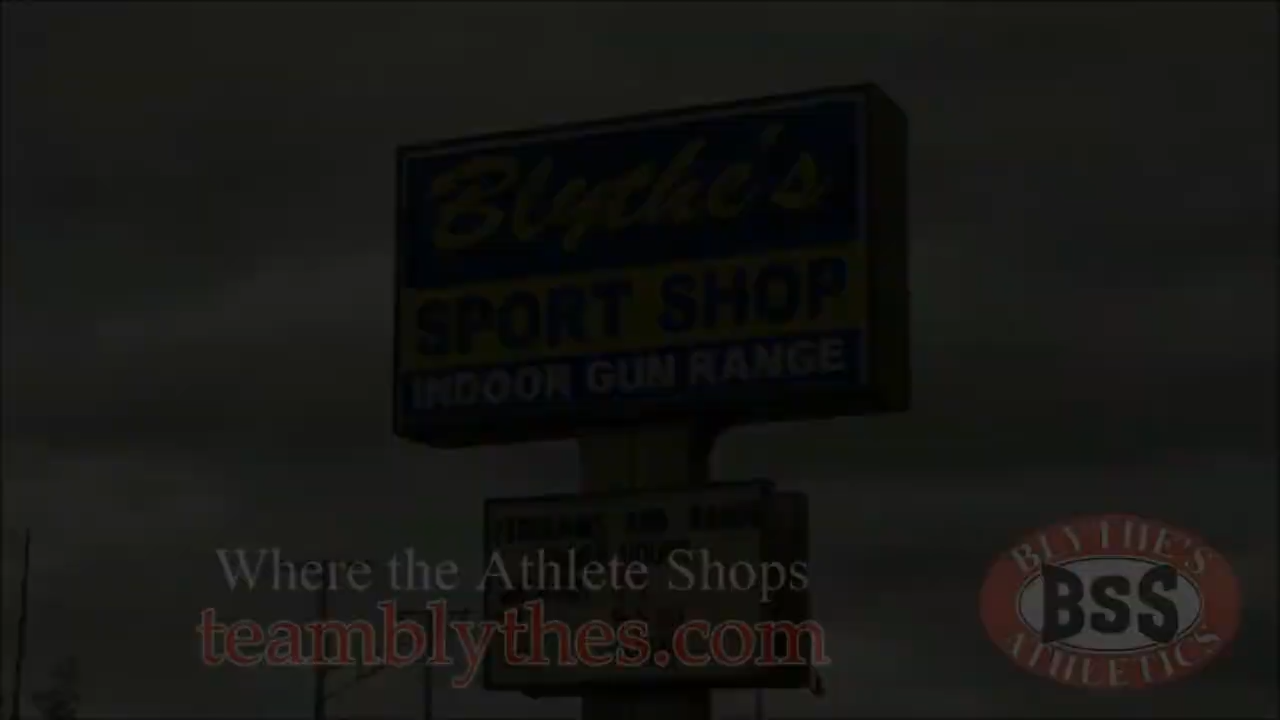 Blythe's
SPORT SHOP
INDOOR GUN RANGE
Where the Athlete Shops
teamblythes.com
BLYTHE'S
BSS
ATHLETICS